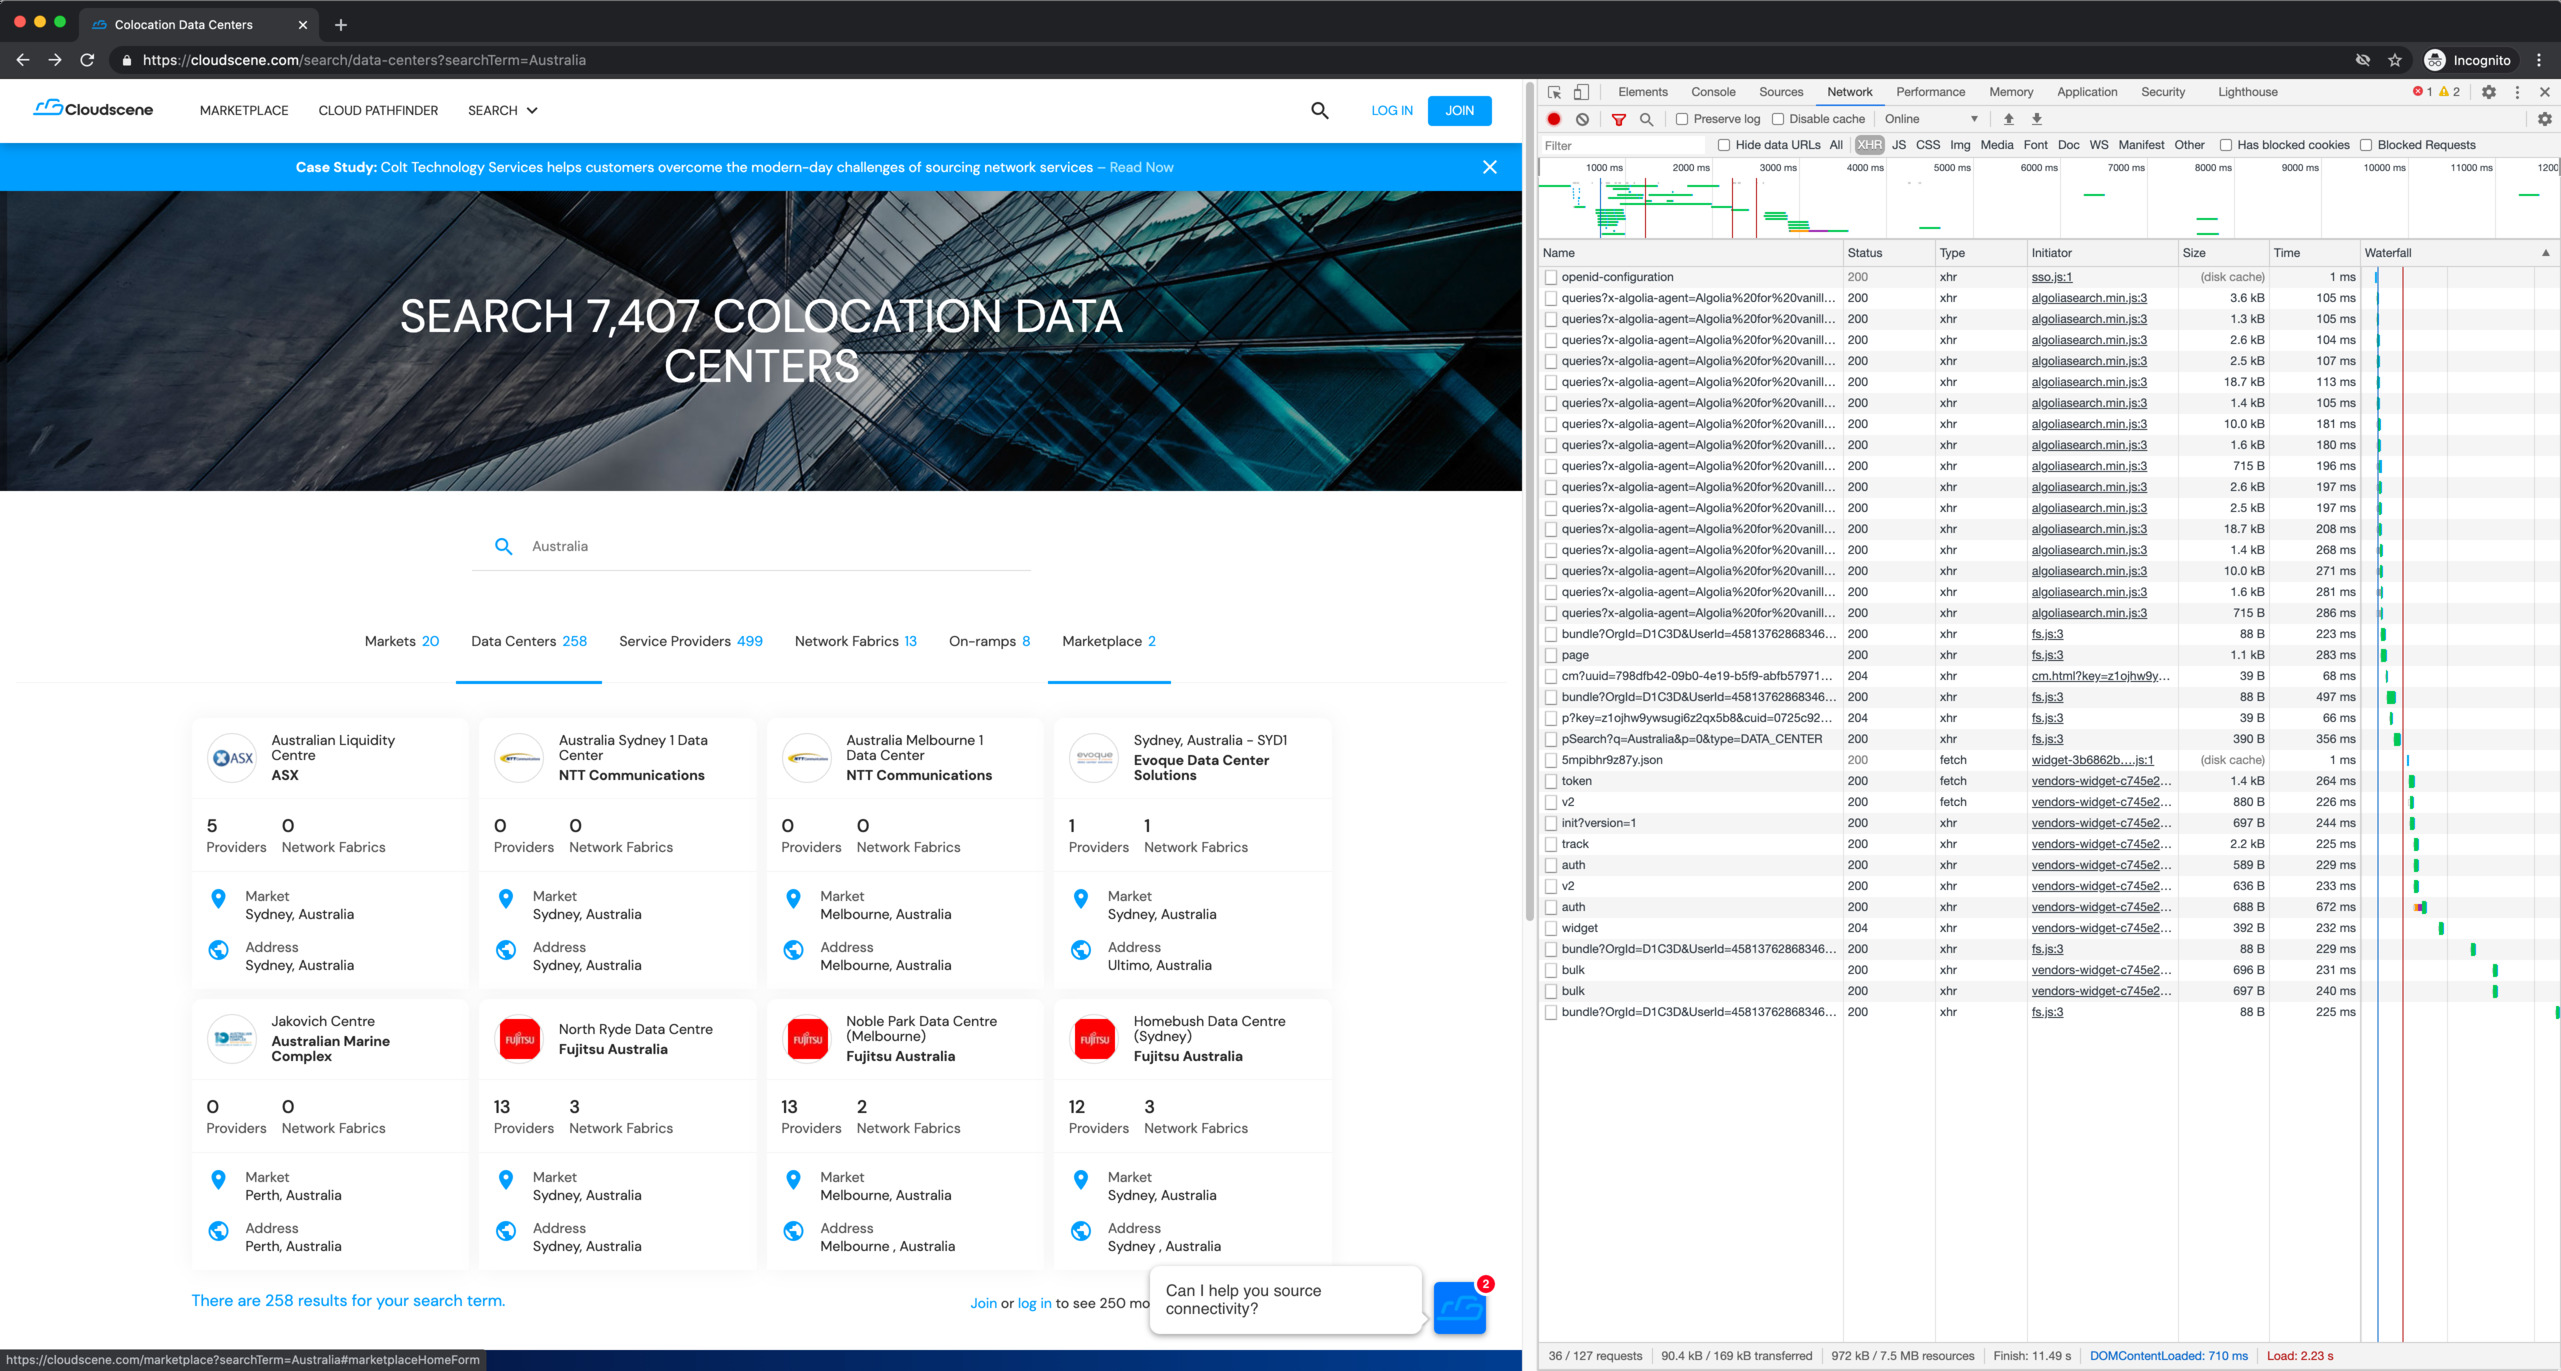 Colocation Data Centers
https://cloudscene.com/search/data-centers?searchTerm=Australia
Incognito
Cloudscene
MARKETPLACE
CLOUD PATHFINDER
SEARCH
LOG IN
JOIN
Case Study: Colt Technology Services helps customers overcome the modern-day challenges of sourcing network services – Read Now
SEARCH 7,407 COLOCATION DATA
CENTERS
Australia
Markets 20
Data Centers 258
Service Providers 499
Network Fabrics 13
On-ramps 8
Marketplace 2
ASX
Australian Liquidity
Centre
ASX
5 Providers
0 Network Fabrics
Market
Sydney, Australia
Address
Sydney, Australia
Australia Sydney 1 Data
Center
NTT Communications
0 Providers
0 Network Fabrics
Market
Sydney, Australia
Address
Sydney, Australia
Australia Melbourne 1
Data Center
NTT Communications
0 Providers
0 Network Fabrics
Market
Melbourne, Australia
Address
Melbourne, Australia
evoque
Sydney, Australia - SYD1
Evoque Data Center
Solutions
1 Providers
1 Network Fabrics
Market
Sydney, Australia
Address
Ultimo, Australia
Jakovich Centre
Australian Marine
Complex
0 Providers
0 Network Fabrics
Market
Perth, Australia
Address
Perth, Australia
FUJITSU
North Ryde Data Centre
Fujitsu Australia
13 Providers
3 Network Fabrics
Market
Sydney, Australia
Address
Sydney, Australia
FUJITSU
Noble Park Data Centre
(Melbourne)
Fujitsu Australia
13 Providers
2 Network Fabrics
Market
Melbourne, Australia
Address
Melbourne , Australia
FUJITSU
Homebush Data Centre
(Sydney)
Fujitsu Australia
12 Providers
3 Network Fabrics
Market
Sydney, Australia
Address
Sydney , Australia
There are 258 results for your search term.
Join or log in to see 250 mo
Can I help you source
connectivity?
2
https://cloudscene.com/marketplace?searchTerm=Australia#marketplaceHomeForm
Elements Console Sources Network Performance Memory Application Security Lighthouse 1 2
Preserve log Disable cache Online
Filter Hide data URLs All XHR JS CSS Img Media Font Doc WS Manifest Other Has blocked cookies Blocked Requests
1000 ms 2000 ms 3000 ms 4000 ms 5000 ms 6000 ms 7000 ms 8000 ms 9000 ms 10000 ms 11000 ms 1200
Name Status Type Initiator Size Time Waterfall
openid-configuration 200 xhr sso.js:1 (disk cache) 1 ms
queries?x-algolia-agent=Algolia%20for%20vanill... 200 xhr algoliasearch.min.js:3 3.6 kB 105 ms
queries?x-algolia-agent=Algolia%20for%20vanill... 200 xhr algoliasearch.min.js:3 1.3 kB 105 ms
queries?x-algolia-agent=Algolia%20for%20vanill... 200 xhr algoliasearch.min.js:3 2.6 kB 104 ms
queries?x-algolia-agent=Algolia%20for%20vanill... 200 xhr algoliasearch.min.js:3 2.5 kB 107 ms
queries?x-algolia-agent=Algolia%20for%20vanill... 200 xhr algoliasearch.min.js:3 18.7 kB 113 ms
queries?x-algolia-agent=Algolia%20for%20vanill... 200 xhr algoliasearch.min.js:3 1.4 kB 105 ms
queries?x-algolia-agent=Algolia%20for%20vanill... 200 xhr algoliasearch.min.js:3 10.0 kB 181 ms
queries?x-algolia-agent=Algolia%20for%20vanill... 200 xhr algoliasearch.min.js:3 1.6 kB 180 ms
queries?x-algolia-agent=Algolia%20for%20vanill... 200 xhr algoliasearch.min.js:3 715 B 196 ms
queries?x-algolia-agent=Algolia%20for%20vanill... 200 xhr algoliasearch.min.js:3 2.6 kB 197 ms
queries?x-algolia-agent=Algolia%20for%20vanill... 200 xhr algoliasearch.min.js:3 2.5 kB 197 ms
queries?x-algolia-agent=Algolia%20for%20vanill... 200 xhr algoliasearch.min.js:3 18.7 kB 208 ms
queries?x-algolia-agent=Algolia%20for%20vanill... 200 xhr algoliasearch.min.js:3 1.4 kB 268 ms
queries?x-algolia-agent=Algolia%20for%20vanill... 200 xhr algoliasearch.min.js:3 10.0 kB 271 ms
queries?x-algolia-agent=Algolia%20for%20vanill... 200 xhr algoliasearch.min.js:3 1.6 kB 281 ms
queries?x-algolia-agent=Algolia%20for%20vanill... 200 xhr algoliasearch.min.js:3 715 B 286 ms
bundle?OrgId=D1C3D&UserId=45813762868346... 200 xhr fs.js:3 88 B 223 ms
page 200 xhr fs.js:3 1.1 kB 283 ms
cm?uuid=798dfb42-09b0-4e19-b5f9-abfb57971... 204 xhr cm.html?key=z1ojhw9y... 39 B 68 ms
bundle?OrgId=D1C3D&UserId=45813762868346... 200 xhr fs.js:3 88 B 497 ms
p?key=z1ojhw9ywsugi6z2qx5b8&cuid=0725c92... 204 xhr fs.js:3 39 B 66 ms
pSearch?q=Australia&p=0&type=DATA_CENTER 200 xhr fs.js:3 390 B 356 ms
5mpibhr9z87y.json 200 fetch widget-3b6862b....js:1 (disk cache) 1 ms
token 200 fetch vendors-widget-c745e2... 1.4 kB 264 ms
v2 200 fetch vendors-widget-c745e2... 880 B 226 ms
init?version=1 200 xhr vendors-widget-c745e2... 697 B 244 ms
track 200 xhr vendors-widget-c745e2... 2.2 kB 225 ms
auth 200 xhr vendors-widget-c745e2... 589 B 229 ms
v2 200 xhr vendors-widget-c745e2... 636 B 233 ms
auth 200 xhr vendors-widget-c745e2... 688 B 672 ms
widget 204 xhr vendors-widget-c745e2... 392 B 232 ms
bundle?OrgId=D1C3D&UserId=45813762868346... 200 xhr fs.js:3 88 B 229 ms
bulk 200 xhr vendors-widget-c745e2... 696 B 231 ms
bulk 200 xhr vendors-widget-c745e2... 697 B 240 ms
bundle?OrgId=D1C3D&UserId=45813762868346... 200 xhr fs.js:3 88 B 225 ms
36 / 127 requests 90.4 kB / 169 kB transferred 972 kB / 7.5 MB resources Finish: 11.49 s DOMContentLoaded: 710 ms Load: 2.23 s